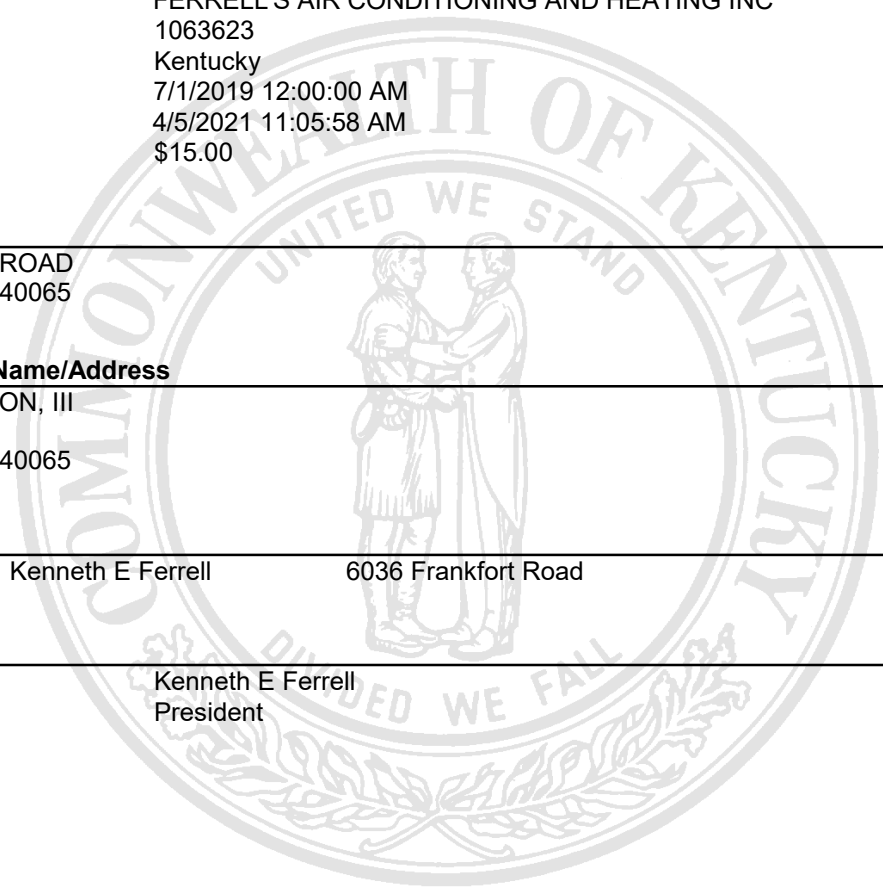 FERRELL'S AIR CONDITIONING AND HEATING INC
1063623
Kentucky
7/1/2019 12:00:00 AM
4/5/2021 11:05:58 AM
$15.00
ROAD
40065
Name/Address
ON, III
40065
Kenneth E Ferrell 6036 Frankfort Road
Kenneth E Ferrell
President
COMMONWEALTH OF KENTUCKY
UNITED WE STAND
DIVIDED WE FALL